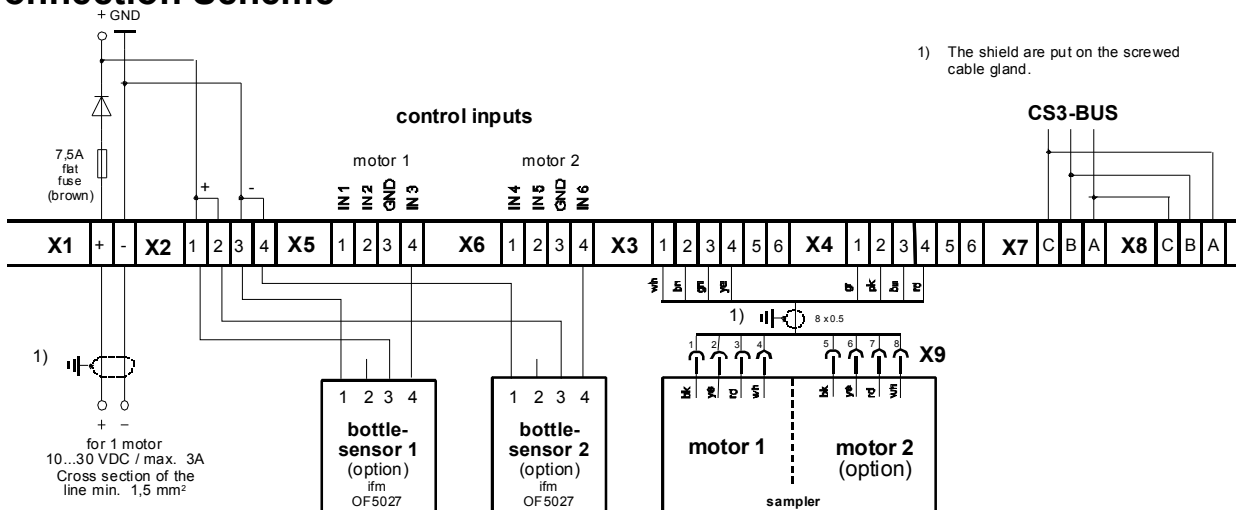 onnection Scheme
+ GND
1) The shield are put on the screwed
cable gland.
CS3-BUS
control inputs
motor 1
motor 2
IN 1
IN 2
GND
IN 3
IN 4
IN 5
GND
IN 6
7,5A
flat
fuse
(brown)
+ -
X1 + - X2 1 2 3 4 X5 1 2 3 4 X6 1 2 3 4 X3 1 2 3 4 5 6 X4 1 2 3 4 5 6 X7 C B A X8 C B A
wh bn gn ye gr pk bs rd
1) 8 x 0.5
1 2 3 4 5 6 7 8 X9
bk ye rd wh bk ye rd wh
1)
+ -
for 1 motor
10...30 VDC / max. 3A
Cross section of the
line min. 1,5 mm²
1 2 3 4
bottle-
sensor 1
(option)
ifm
OF5027
1 2 3 4
bottle-
sensor 2
(option)
ifm
OF5027
motor 1
motor 2
(option)
sampler